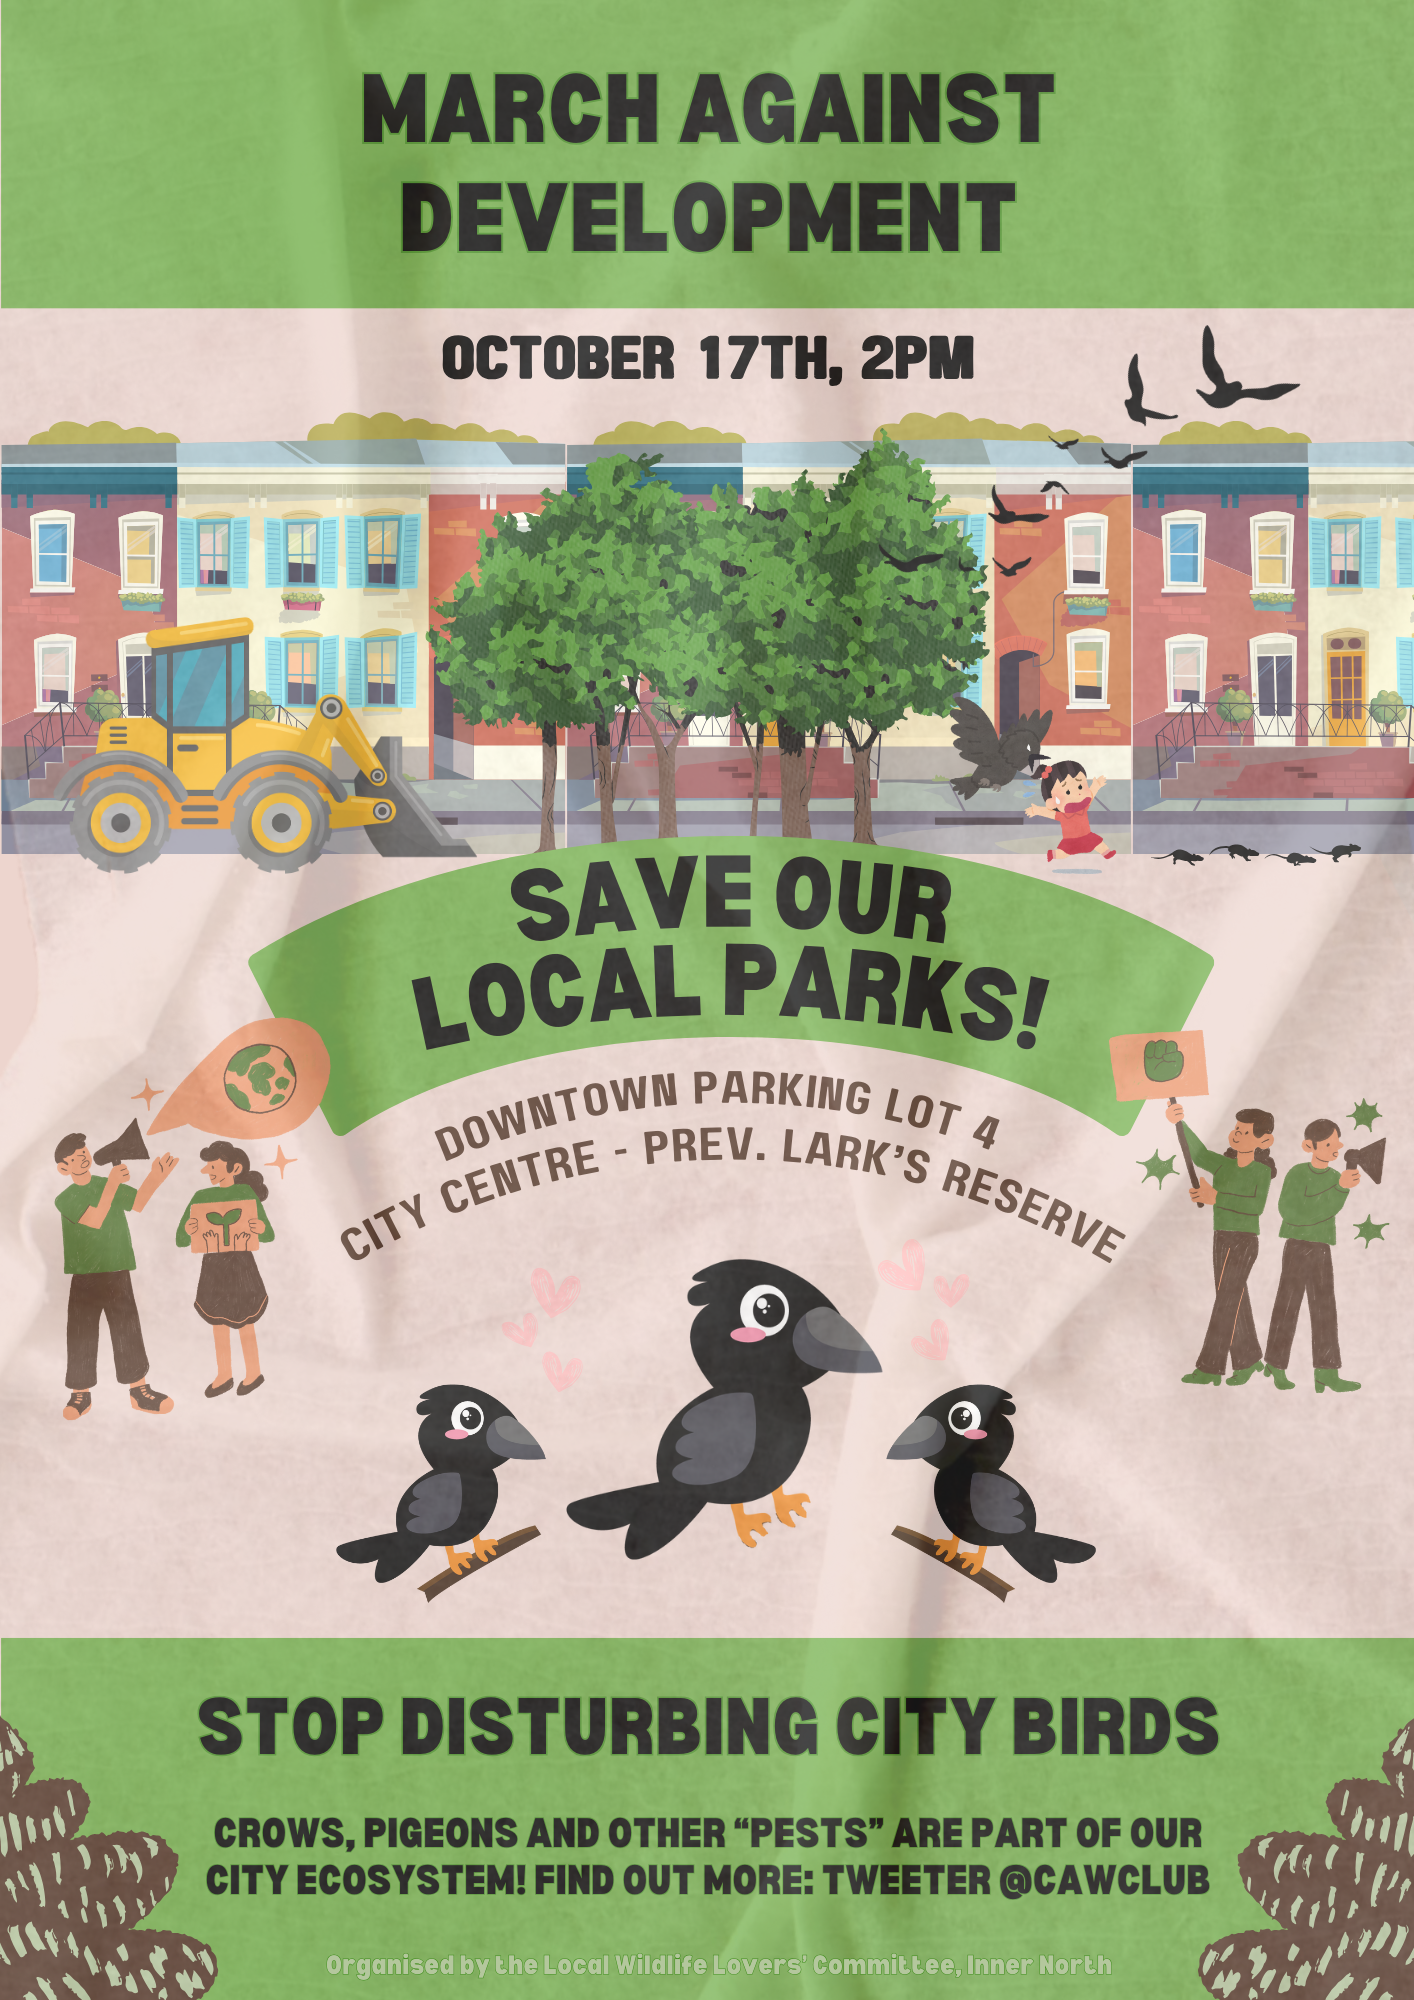 MARCH AGAINST
DEVELOPMENT
OCTOBER 17TH, 2PM
SAVE OUR
LOCAL PARKS!
DOWNTOWN PARKING LOT 4
CITY CENTRE - PREV. LARK'S RESERVE
STOP DISTURBING CITY BIRDS
CROWS, PIGEONS AND OTHER “PESTS” ARE PART OF OUR
CITY ECOSYSTEM! FIND OUT MORE: TWEETER @CAWCLUB
Organised by the Local Wildlife Lovers' Committee, Inner North